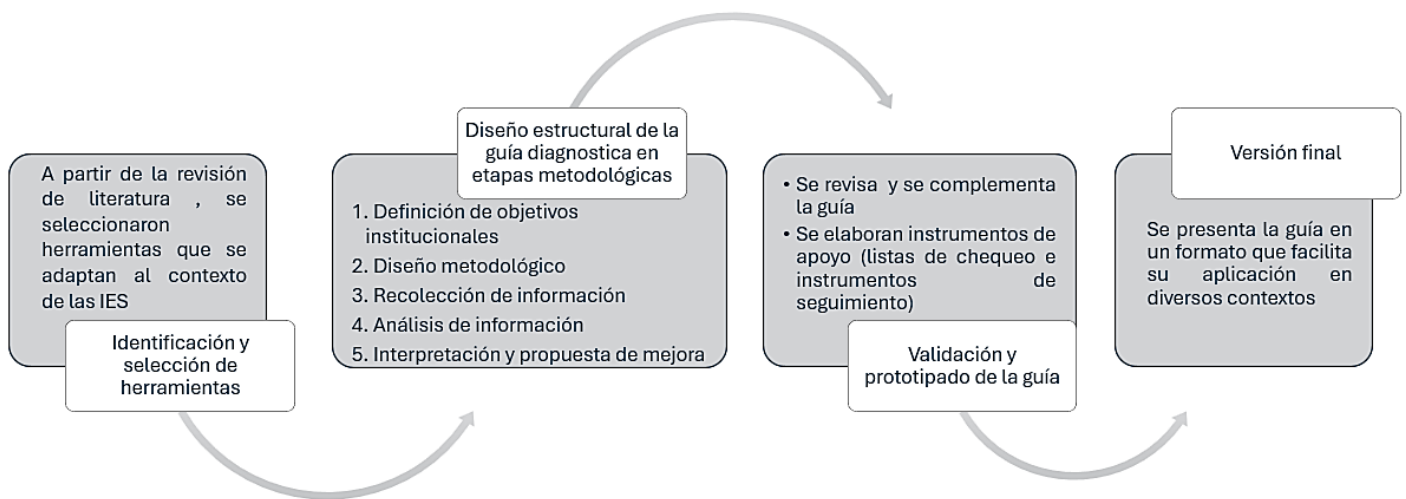 A partir de la revisión
de literatura , se
seleccionaron
herramientas que se
adaptan al contexto
de las IES
Identificación y
selección de
herramientas
Diseño estructural de la
guía diagnostica en
etapas metodológicas
1. Definición de objetivos
institucionales
2. Diseño metodológico
3. Recolección de información
4. Análisis de información
5. Interpretación y propuesta de mejora
• Se revisa y se complementa
la guía
• Se elaboran instrumentos de
apoyo (listas de chequeo e
instrumentos de
seguimiento)
Validación y
prototipado de la guía
Versión final
Se presenta la guía en
un formato que facilita
su aplicación en
diversos contextos